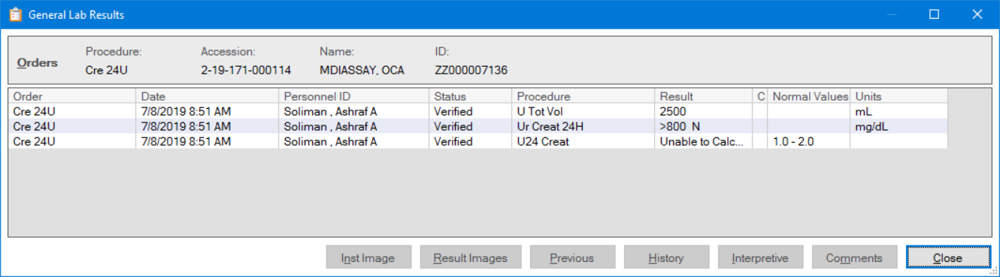 General Lab Results
Orders Procedure: Accession: Name: ID:
Cre 24U 2-19-171-000114 MDIASSAY, OCA ZZ000007136
Order Date Personnel ID Status Procedure Result C Normal Values Units
Cre 24U 7/8/2019 8:51 AM Soliman , Ashraf A Verified U Tot Vol 2500 mL
Cre 24U 7/8/2019 8:51 AM Soliman , Ashraf A Verified Ur Creat 24H >800 N mg/dL
Cre 24U 7/8/2019 8:51 AM Soliman , Ashraf A Verified U24 Creat Unable to Calc... 1.0 - 2.0
Inst Image Result Images Previous History Interpretive Comments Close